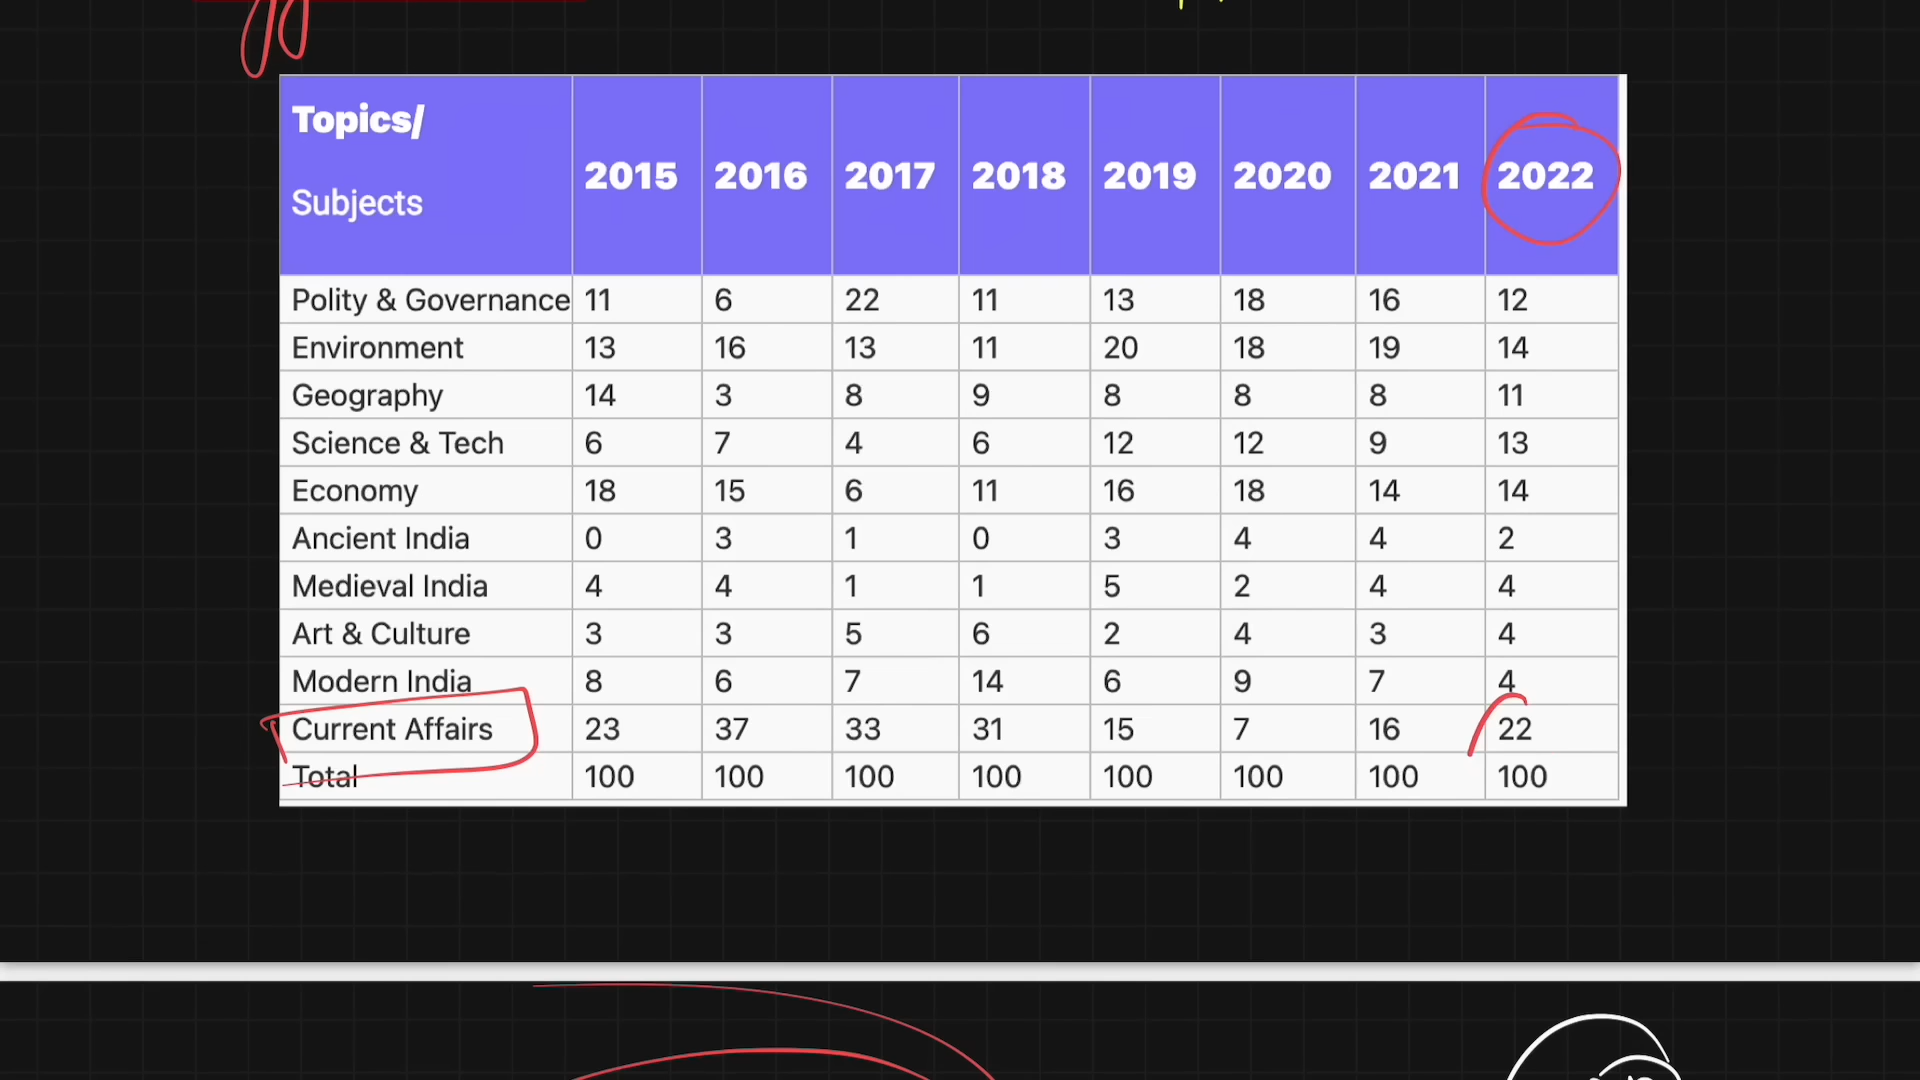 Topics/
Subjects 2015 2016 2017 2018 2019 2020 2021 2022
Polity & Governance 11 6 22 11 13 18 16 12
Environment 13 16 13 11 20 18 19 14
Geography 14 3 8 9 8 8 8 11
Science & Tech 6 7 4 6 12 12 9 13
Economy 18 15 6 11 16 18 14 14
Ancient India 0 3 1 0 3 4 4 2
Medieval India 4 4 1 1 5 2 4 4
Art & Culture 3 3 5 6 2 4 3 4
Modern India 8 6 7 14 6 9 7 4
Current Affairs 23 37 33 31 15 7 16 22
Total 100 100 100 100 100 100 100 100